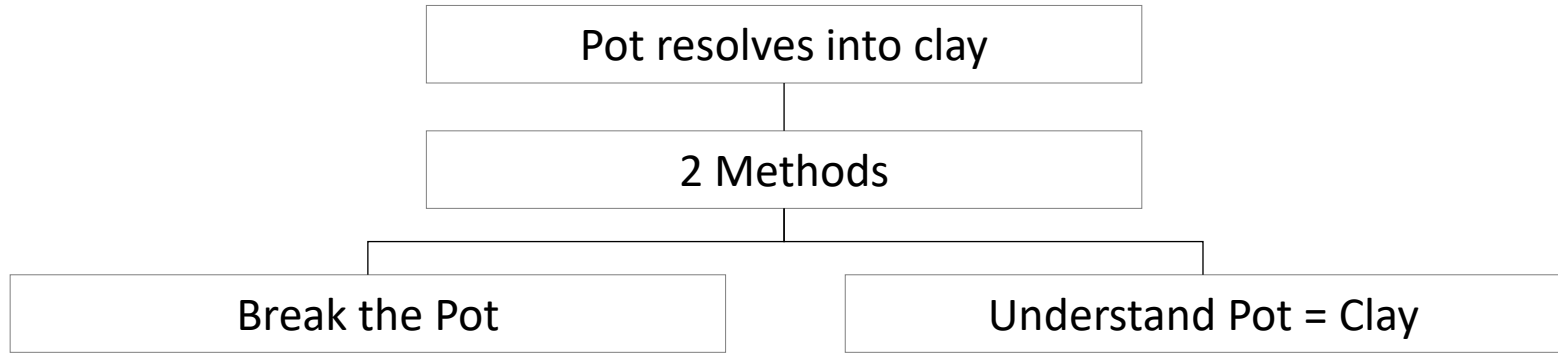 Pot resolves into clay
2 Methods
Break the Pot
Understand Pot = Clay